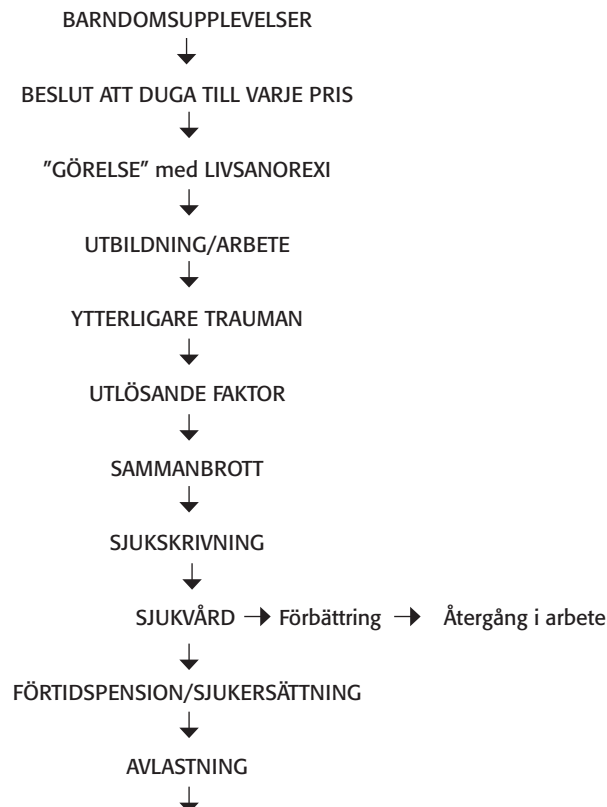 BARNDOMSUPPLEVELSER
BESLUT ATT DUGA TILL VARJE PRIS
”GÖRELSE” med LIVSANOREXI
UTBILDNING/ARBETE
YTTERLIGARE TRAUMAN
UTLÖSANDE FAKTOR
SAMMANBROTT
SJUKSKRIVNING
SJUKVÅRD → Förbättring → Återgång i arbete
FÖRTIDSPENSION/SJUKERSÄTTNING
AVLASTNING